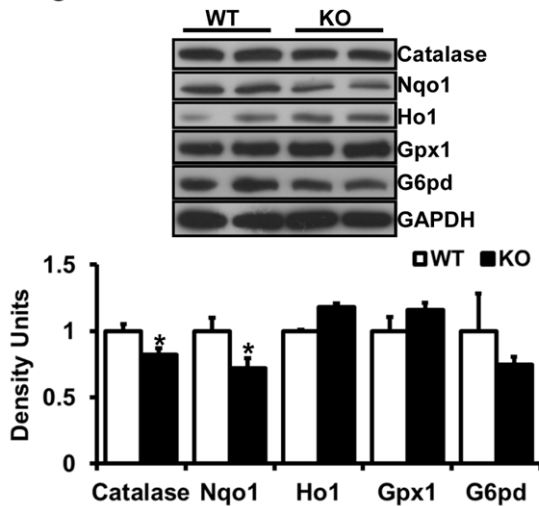 WT KO
Catalase
Nqo1
Ho1
Gpx1
G6pd
GAPDH
WT KO
1.5
1
0.5
0
Density Units
* *
Catalase Nqo1 Ho1 Gpx1 G6pd